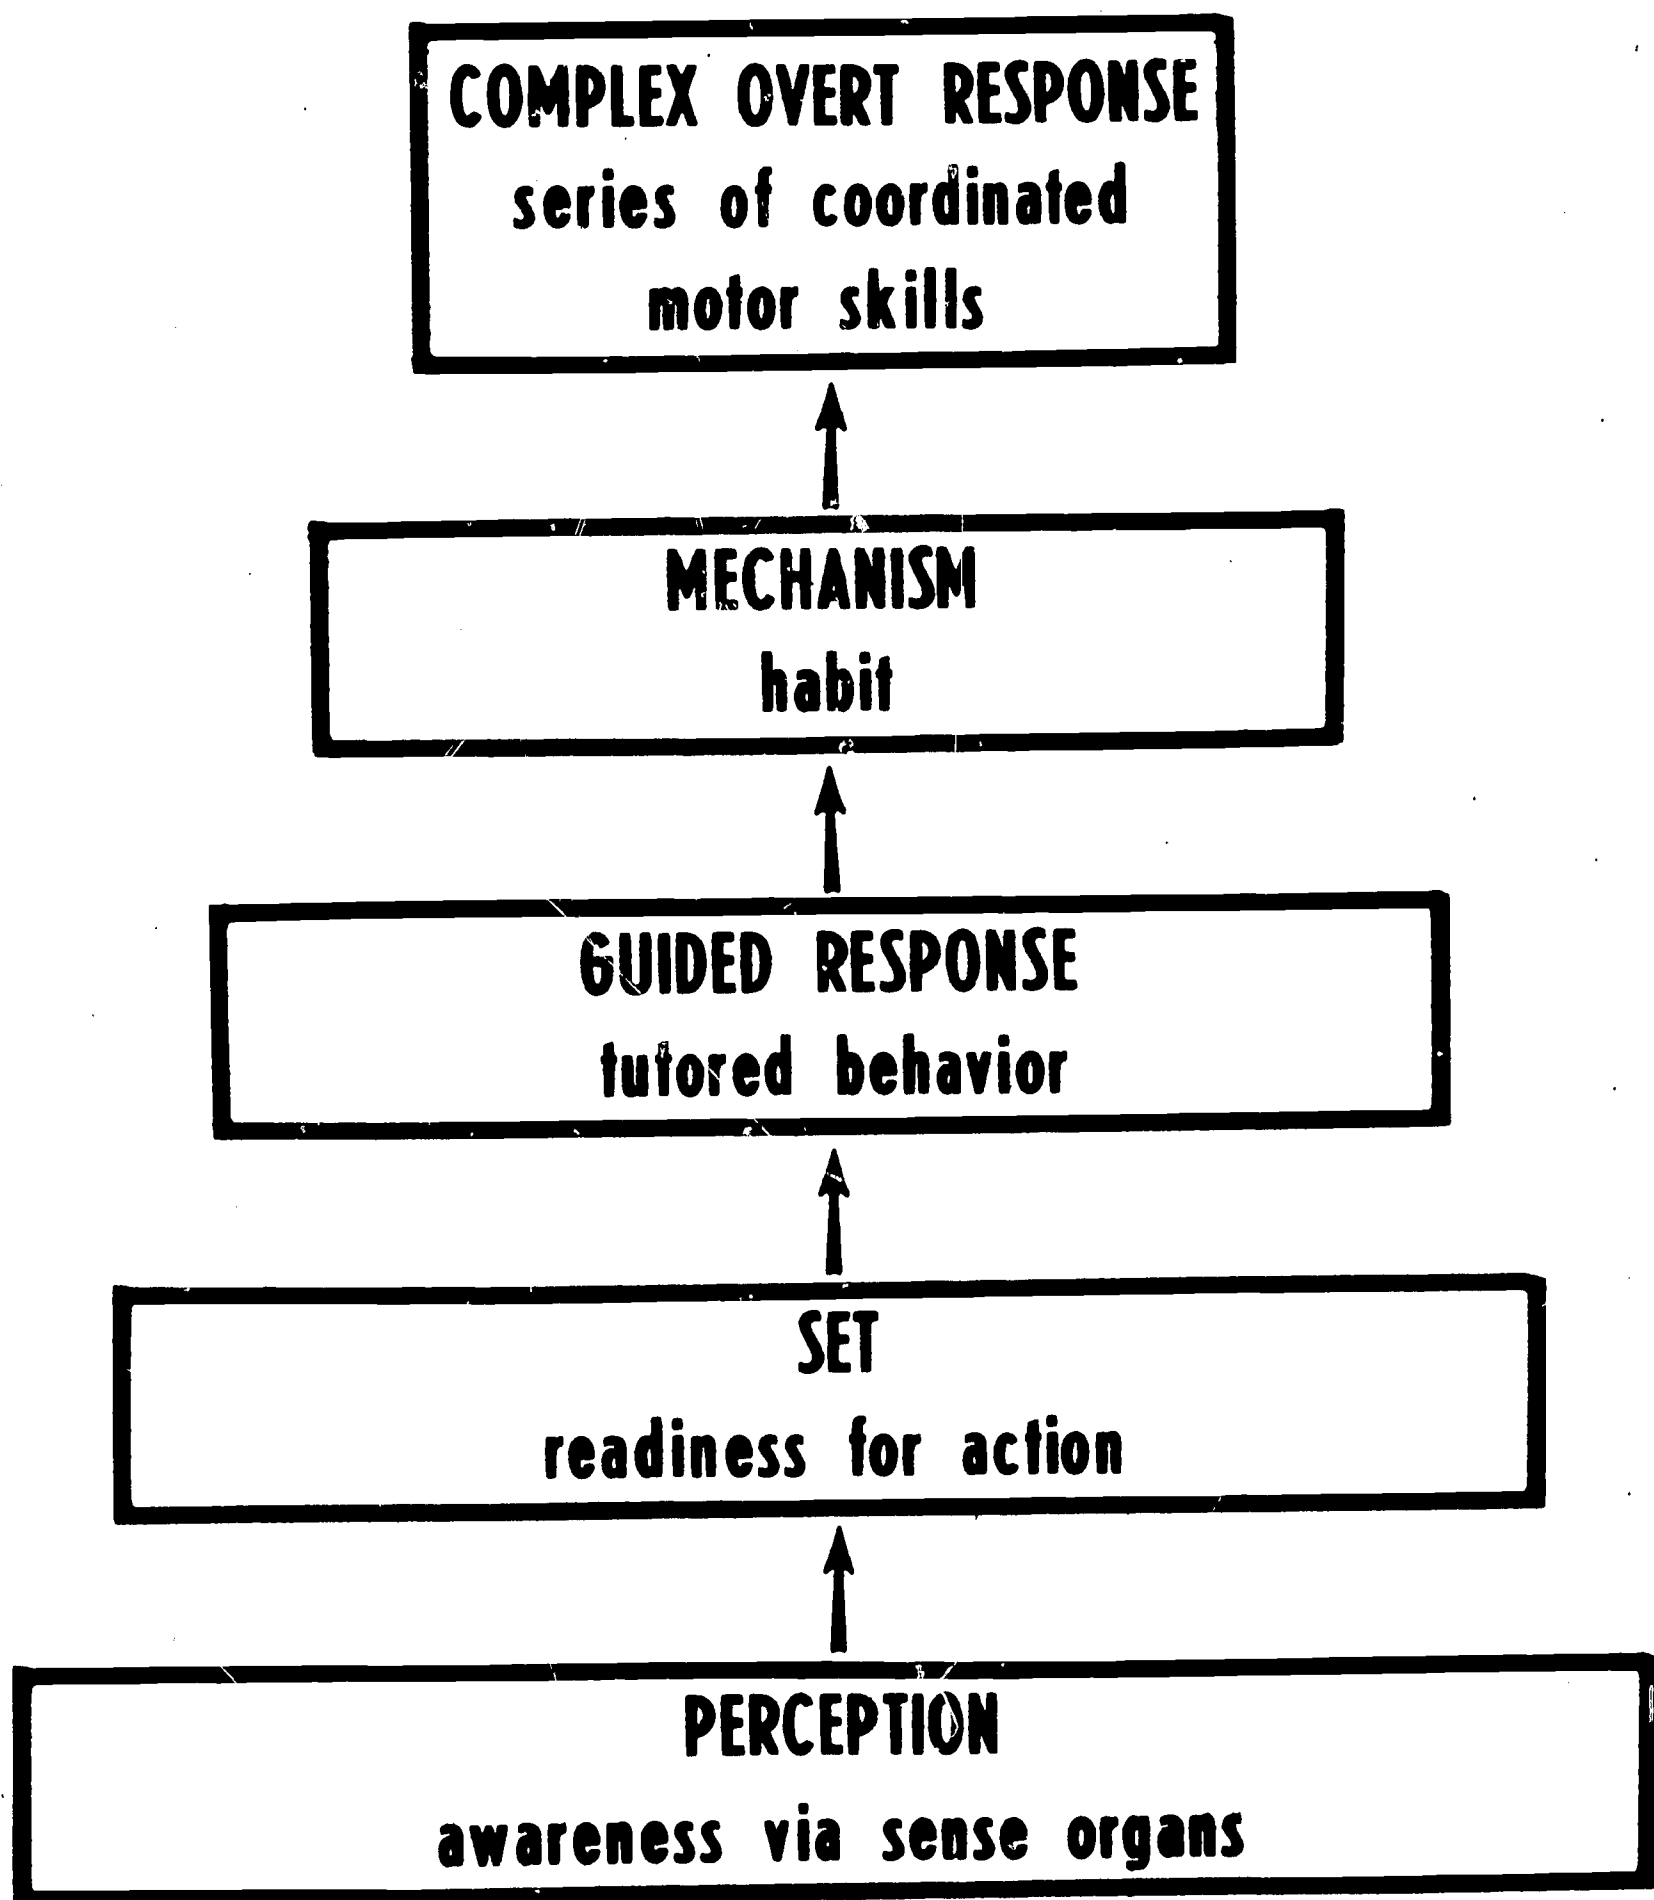 COMPLEX OVERT RESPONSE
series of coordinated
motor skills
MECHANISM
habit
GUIDED RESPONSE
tutored behavior
SET
readiness for action
PERCEPTION
awareness via sense organs